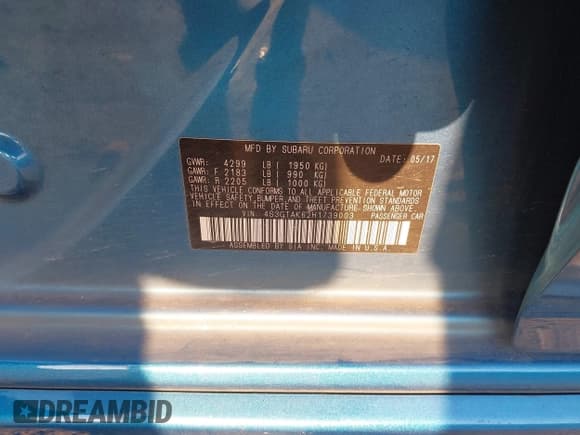 MFD BY SUBARU CORPORATION
GVWR: 4299 LB ( 1950 KG) DATE: 05/17
GAWR: F 2183 LB ( 990 KG)
GAWR: R 2205 LB ( 1000 KG)
THIS VEHICLE CONFORMS TO ALL APPLICABLE FEDERAL MOTOR
VEHICLE SAFETY, BUMPER, AND THEFT PREVENTION STANDARDS
IN EFFECT ON THE DATE OF MANUFACTURE SHOWN ABOVE.
VIN: 4S3GTAK62H1739003 PASSENGER CAR
ASSEMBLED BY SIA INC. MADE IN U.S.A.
DREAMBID